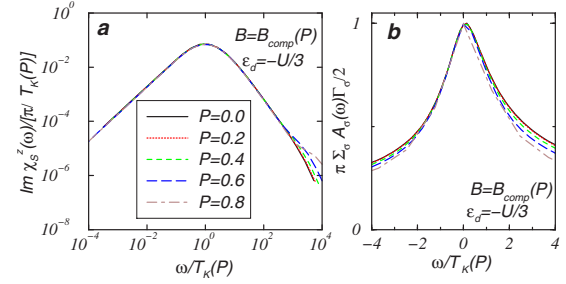 a
B=B_comp(P)
ε_d=−U/3
P=0.0
P=0.2
P=0.4
P=0.6
P=0.8
Im χ_S^z(ω)/[π/ T_K(P)]
10^0
10^-2
10^-4
10^-6
10^-8
10^-4
10^-2
10^0
10^2
10^4
ω/T_K(P)
b
B=B_comp(P)
ε_d=−U/3
π Σ_σ A_σ(ω)Γ_σ/2
1
0
-4
-2
0
2
4
ω/T_K(P)